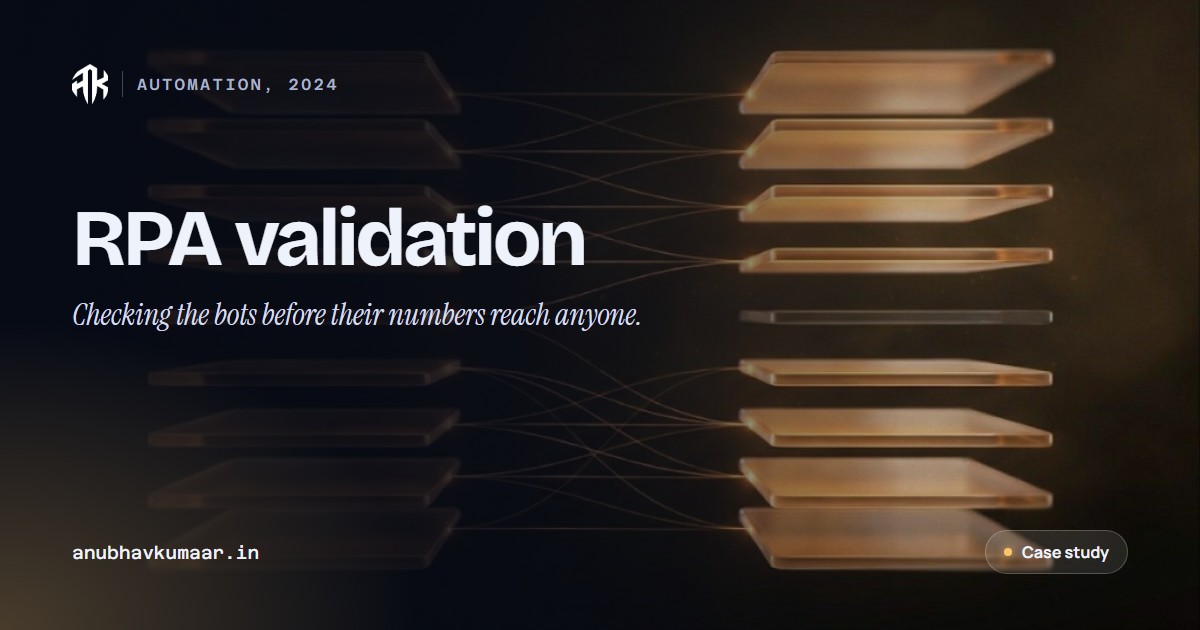 AK
AUTOMATION, 2024
RPA validation
Checking the bots before their numbers reach anyone.
anubhavkumaar.in
Case study